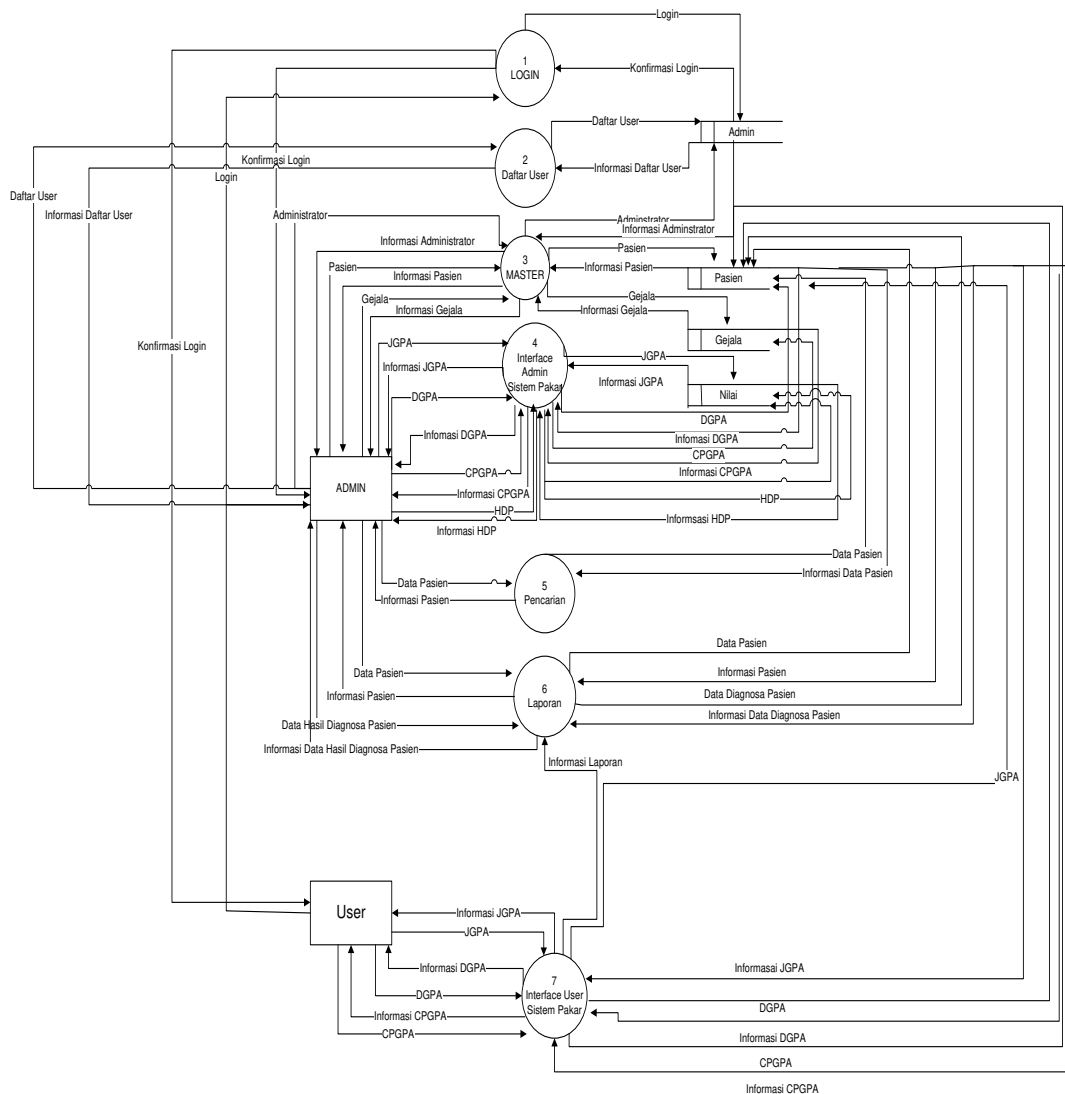 Login
1
LOGIN
Konfirmasi Login
Daftar User
Admin
2
Daftar User
Informasi Daftar User
Konfirmasi Login
Login
Daftar User
Informasi Daftar User
Administrator
Adminstrator
Informasi Adminstrator
Informasi Administrator
Pasien
3
MASTER
Pasien
Informasi Pasien
Informasi Pasien
Pasien
Gejala
Informasi Gejala
Gejala
Informasi Gejala
Gejala
4
Interface
Admin
Sistem Pakar
JGPA
JGPA
Informasi JGPA
Informasi JGPA
Nilai
Konfirmasi Login
DGPA
DGPA
Infomasi DGPA
Infomasi DGPA
CPGPA
CPGPA
Informasi CPGPA
ADMIN
Informasi CPGPA
HDP
HDP
Informasi HDP
Informsasi HDP
Data Pasien
Informasi Data Pasien
5
Pencarian
Data Pasien
Informasi Pasien
Data Pasien
Data Pasien
Informasi Pasien
6
Laporan
Informasi Pasien
Data Diagnosa Pasien
Informasi Data Diagnosa Pasien
Data Hasil Diagnosa Pasien
Informasi Data Hasil Diagnosa Pasien
Informasi Laporan
JGPA
User
Informasi JGPA
JGPA
Informasi DGPA
DGPA
Informasi CPGPA
CPGPA
7
Interface User
Sistem Pakar
Informasai JGPA
DGPA
Informasi DGPA
CPGPA
Informasi CPGPA